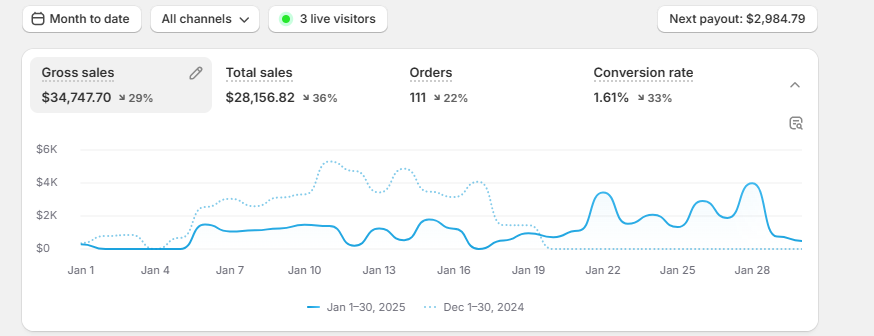 Month to date
All channels
3 live visitors
Next payout: $2,984.79
Gross sales
$34,747.70 ↘ 29%
Total sales
$28,156.82 ↘ 36%
Orders
111 ↘ 22%
Conversion rate
1.61% ↘ 33%
$6K
$4K
$2K
$0
Jan 1 Jan 4 Jan 7 Jan 10 Jan 13 Jan 16 Jan 19 Jan 22 Jan 25 Jan 28
Jan 1–30, 2025 Dec 1–30, 2024